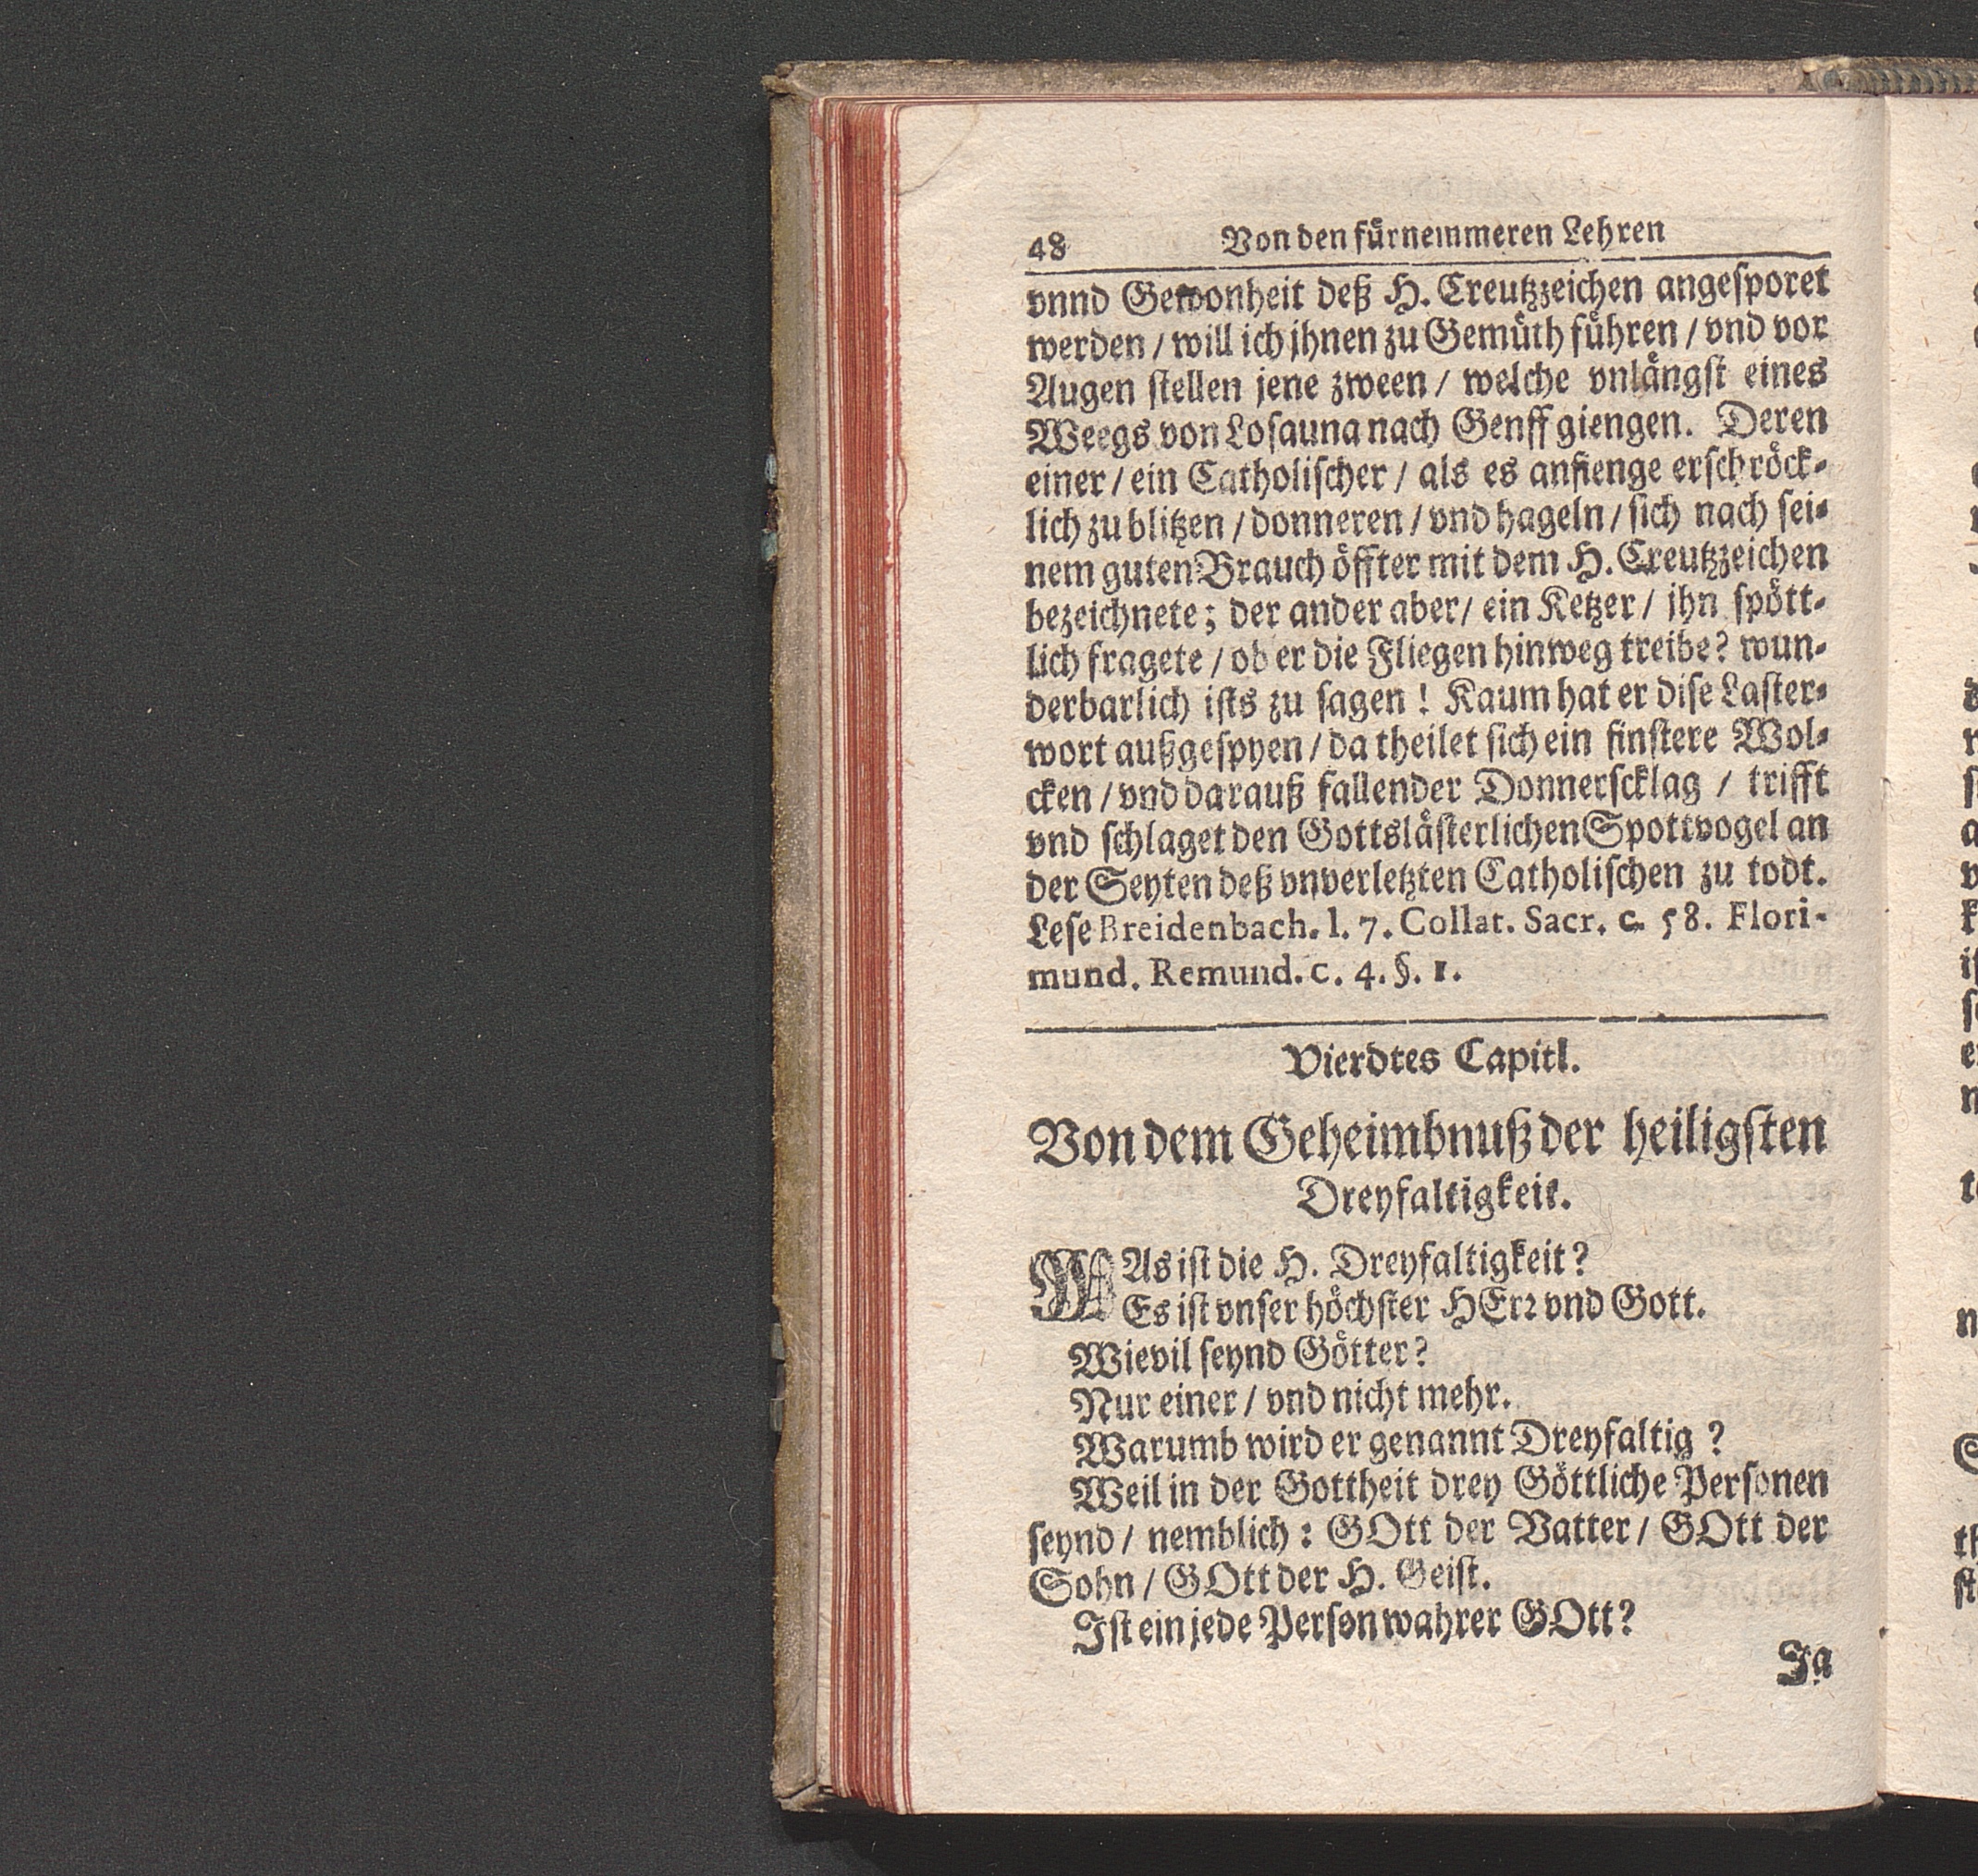 48 Von den fürnemmeren Lehren
vnnd Gewonheit deß H. Creutzzeichen angesporet
werden / will ich jhnen zu Gemüth führen / vnd vor
Augen stellen jene zween / welche vnlängst eines
Weegs von Losauna nach Genff giengen. Deren
einer / ein Catholischer / als es anfienge erschröck-
lich zu blitzen / donneren / vnd hageln / sich nach sei-
nem guten Brauch öffter mit dem H. Creutzzeichen
bezeichnete; der ander aber / ein Ketzer / jhn spött-
lich fragete / ob er die Fliegen hinweg treibe? wun-
derbarlich ists zu sagen! Kaum hat er dise Laster-
wort außgespyen / da theilet sich ein finstere Wol-
cken / vnd darauß fallender Donnerscklag / trifft
vnd schlaget den Gottslästerlichen Spottvogel an
der Seyten deß vnverletzten Catholischen zu todt.
Lese Breidenbach. l. 7. Collat. Sacr. c. 58. Flori-
mund. Remund. c. 4. §. 1.
Vierdtes Capitl.
Von dem Geheimbnuß der heiligsten
Dreyfaltigkeit.
WAs ist die H. Dreyfaltigkeit?
Es ist vnser höchster HErr vnd Gott.
Wievil seynd Götter?
Nur einer / vnd nicht mehr.
Warumb wird er genannt Dreyfaltig?
Weil in der Gottheit drey Göttliche Personen
seynd / nemblich: GOtt der Vatter / GOtt der
Sohn / GOtt der H. Geist.
Ist ein jede Person wahrer GOtt?
Ja